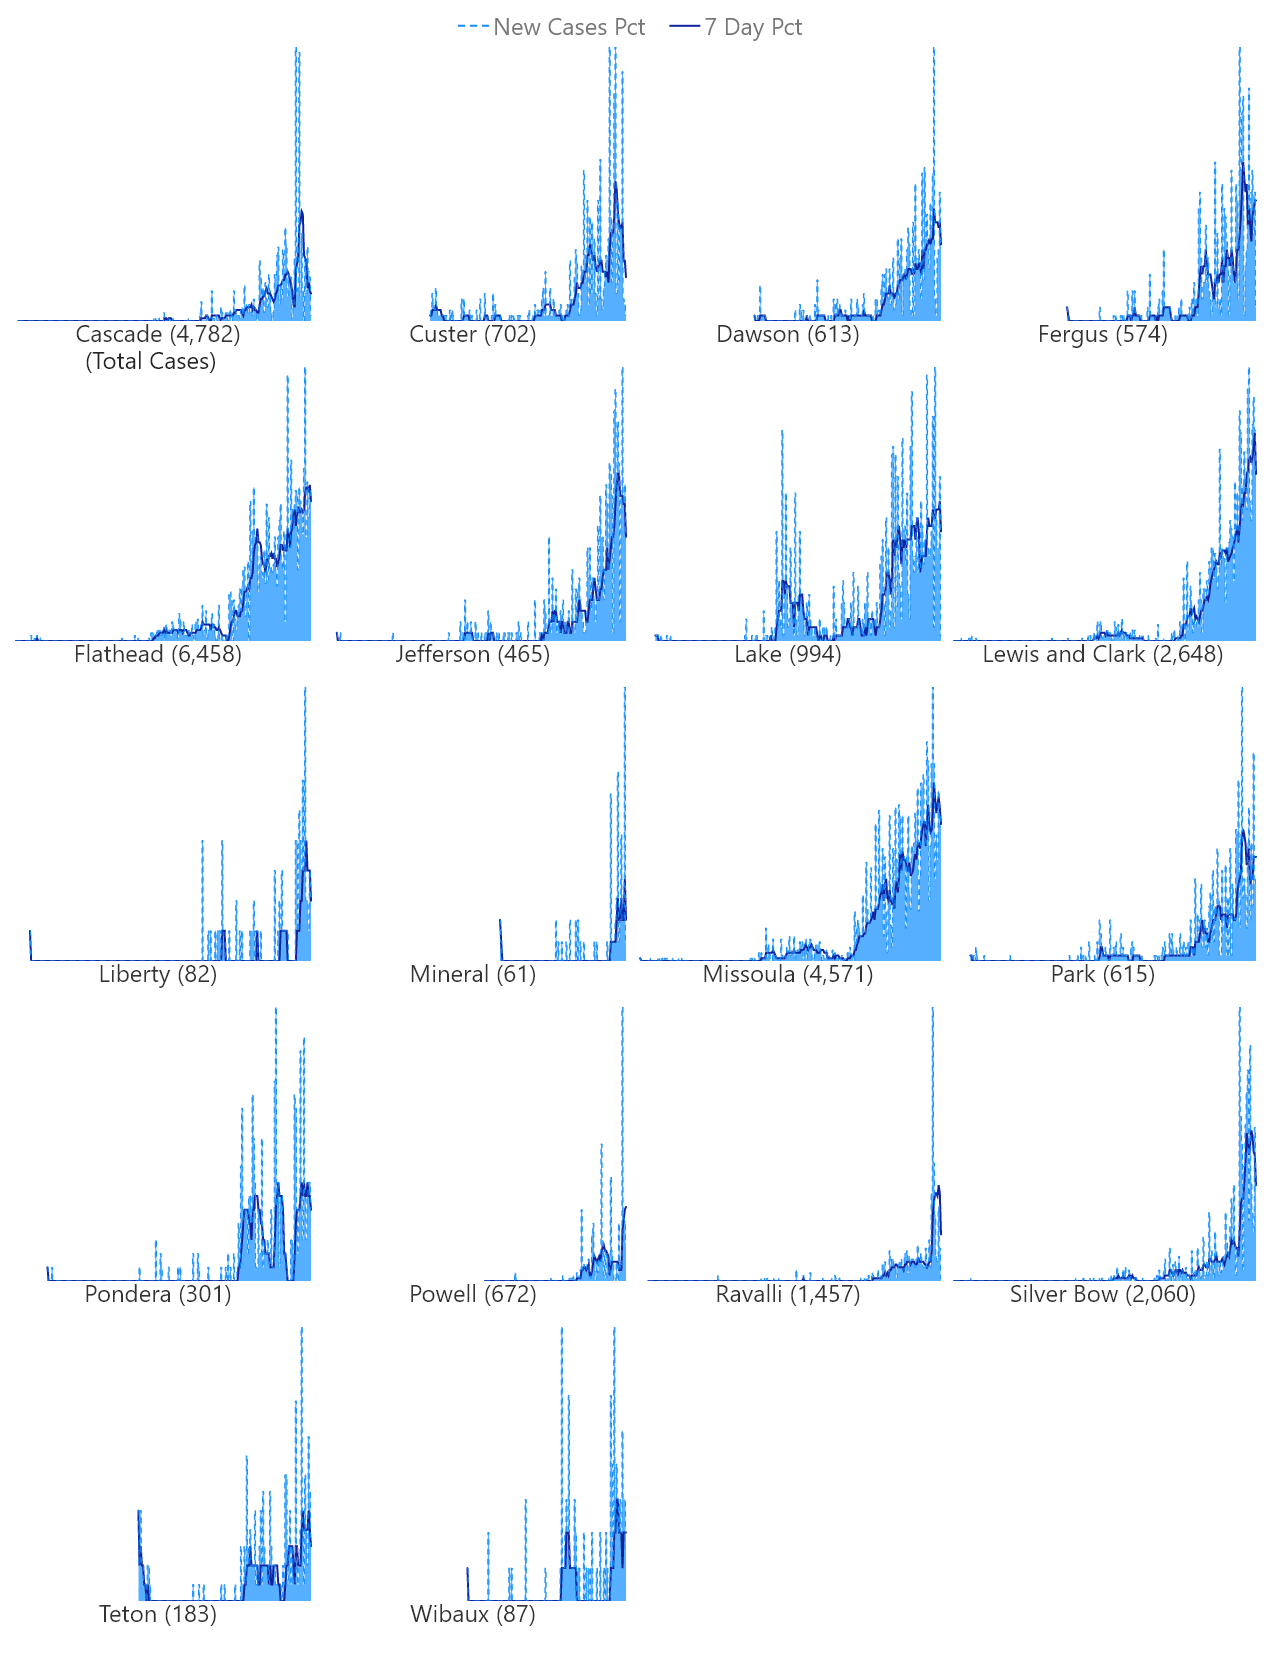 New Cases Pct 7 Day Pct
Cascade (4,782) Custer (702) Dawson (613) Fergus (574)
(Total Cases)
Flathead (6,458) Jefferson (465) Lake (994) Lewis and Clark (2,648)
Liberty (82) Mineral (61) Missoula (4,571) Park (615)
Pondera (301) Powell (672) Ravalli (1,457) Silver Bow (2,060)
Teton (183) Wibaux (87)